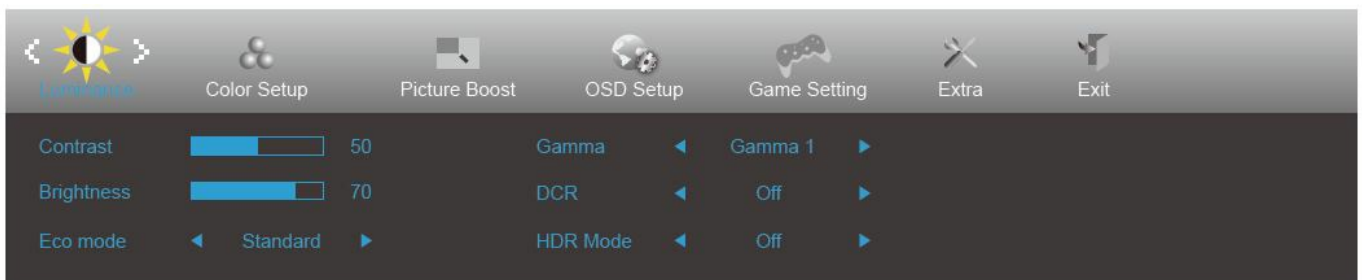 Luminance Color Setup Picture Boost OSD Setup Game Setting Extra Exit
Contrast 50 Gamma Gamma 1
Brightness 70 DCR Off
Eco mode Standard HDR Mode Off